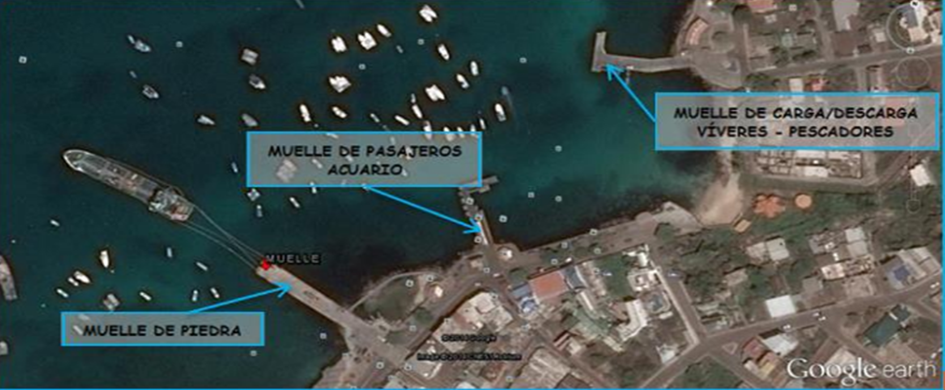 MUELLE DE CARGA/DESCARGA
VÍVERES - PESCADORES
MUELLE DE PASAJEROS
ACUARIO
MUELLE
MUELLE DE PIEDRA
Google earth